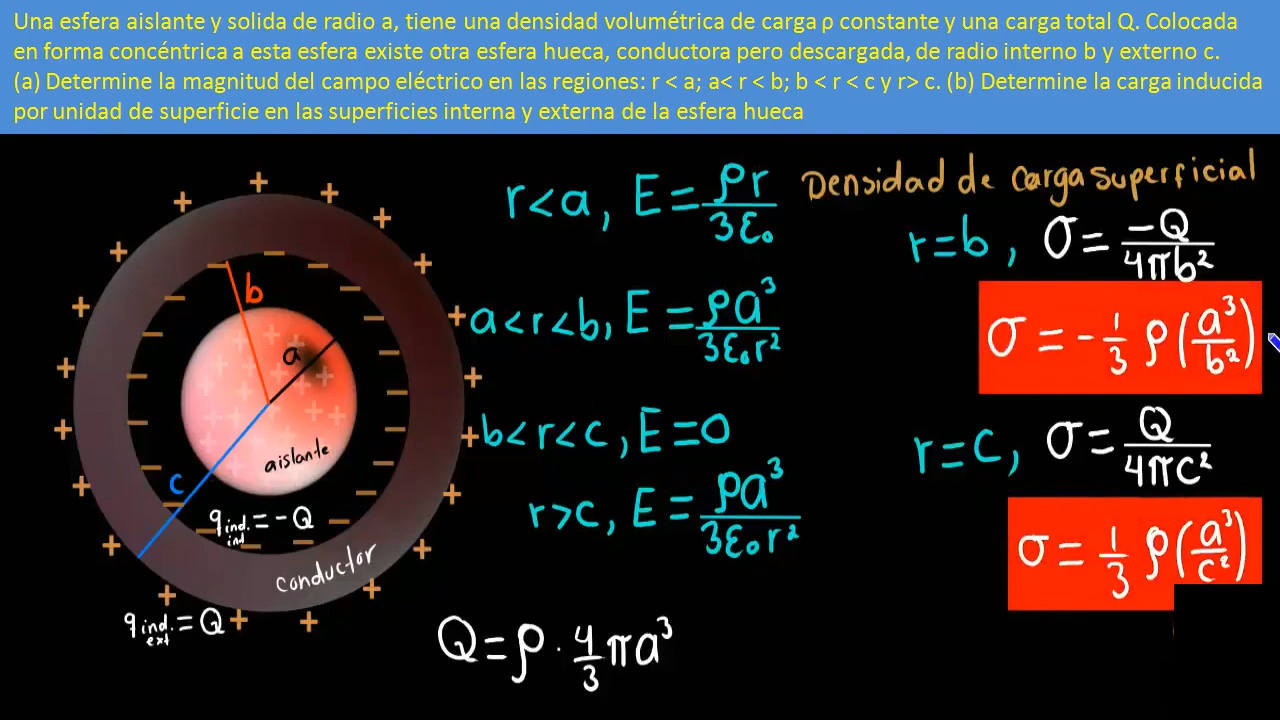 Una esfera aislante y solida de radio a, tiene una densidad volumétrica de carga ρ constante y una carga total Q. Colocada
en forma concéntrica a esta esfera existe otra esfera hueca, conductora pero descargada, de radio interno b y externo c.
(a) Determine la magnitud del campo eléctrico en las regiones: r < a; a< r < b; b < r < c y r> c. (b) Determine la carga inducida
por unidad de superficie en las superficies interna y externa de la esfera hueca
r<a, E = ρr/3ε₀
Densidad de carga superficial
r=b, σ = -Q/4πb²
a<r<b, E = ρa³/3ε₀r²
σ = -1/3 ρ(a³/b²)
b<r<c, E=0
r=c, σ = Q/4πc²
r>c, E = ρa³/3ε₀r²
σ = 1/3 ρ(a³/c²)
b
a
aislante
c
q ind. ind = -Q
conductor
q ind. ext = Q
Q = ρ · 4/3 πa³